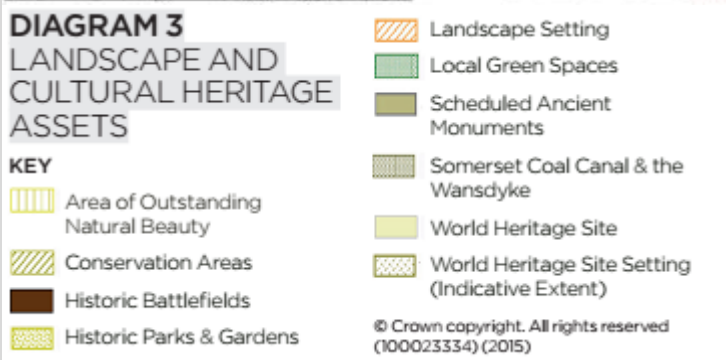 DIAGRAM 3
LANDSCAPE AND
CULTURAL HERITAGE
ASSETS
KEY
Area of Outstanding
Natural Beauty
Conservation Areas
Historic Battlefields
Historic Parks & Gardens
Landscape Setting
Local Green Spaces
Scheduled Ancient
Monuments
Somerset Coal Canal & the
Wansdyke
World Heritage Site
World Heritage Site Setting
(Indicative Extent)
© Crown copyright. All rights reserved
(100023334) (2015)